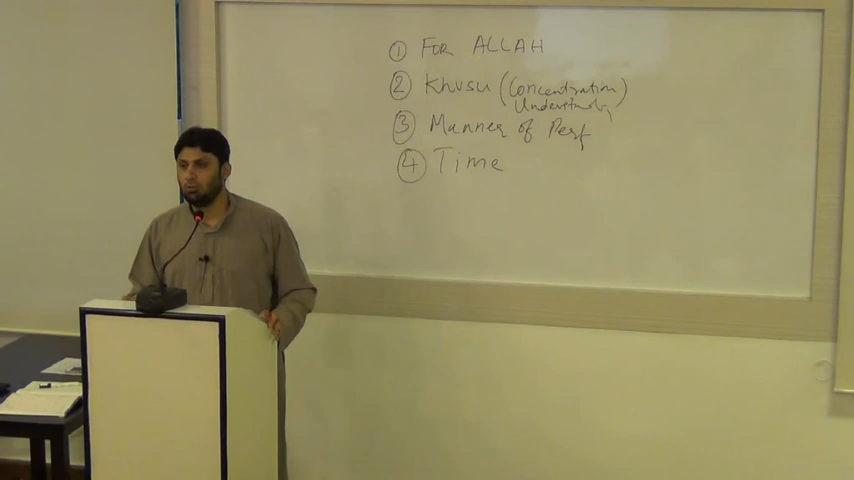 1 FOR ALLAH
2 Khusu (Concentration
Understanding)
3 Manner of Perf
4 Time